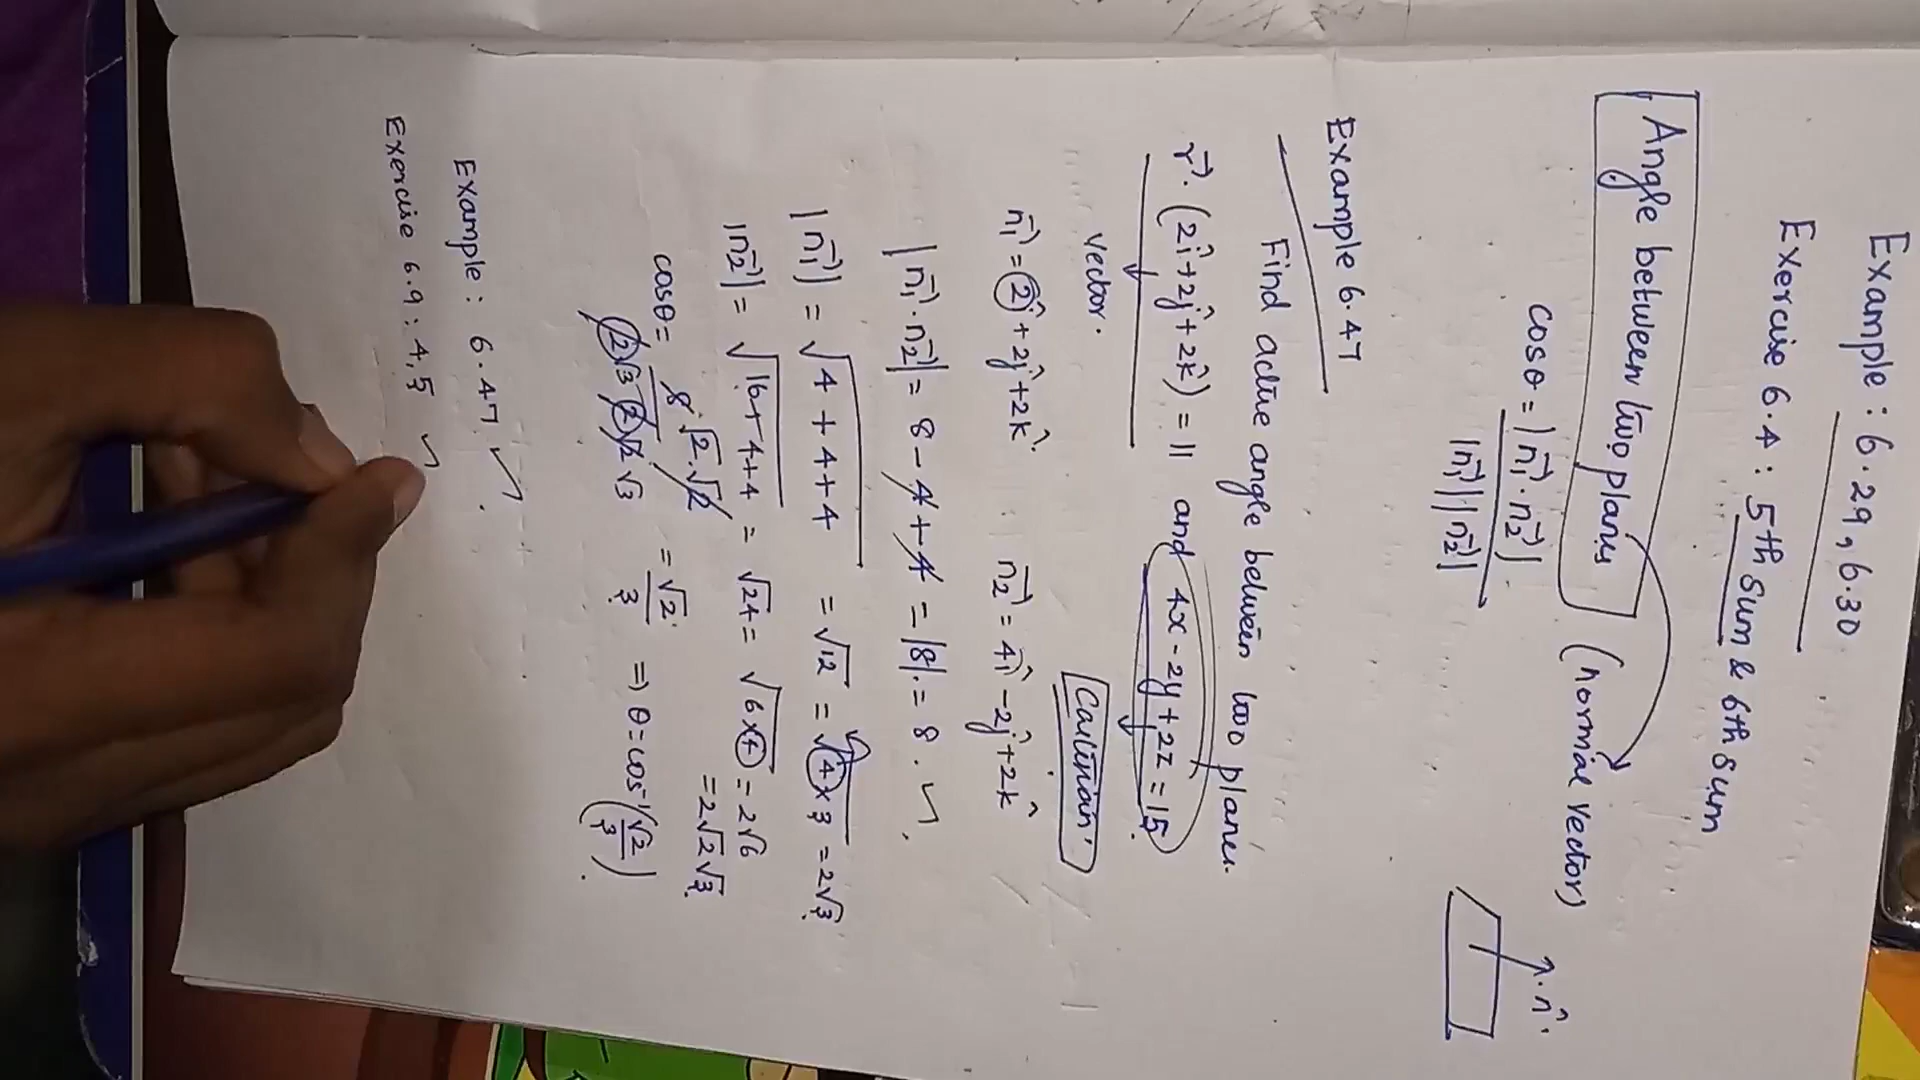 Example : 6.29, 6.30
Exercise 6.4 : 5th sum & 6th sum
Angle between two planes (normal vector)
cosθ = |n₁⃗ · n₂⃗|
|n₁⃗| |n₂⃗|
n̂
Example 6.47
Find acute angle between two planes
r⃗ · (2î + 2ĵ + 2k̂) = 11 and 4x - 2y + 2z = 15
vector.
n₁⃗ = 2î + 2ĵ + 2k̂ n₂⃗ = 4î - 2ĵ + 2k̂
|n₁⃗ · n₂⃗| = 8 - 4 + 4 = |8| = 8.
|n₁⃗| = √4 + 4 + 4 = √12 = √4 x 3 = 2√3
|n₂⃗| = √16 + 4 + 4 = √24 = √6 x 4 = 2√6
= 2√2 √3
cosθ = 8 · √2 · √2 = √2 ⇒ θ = cos⁻¹(√2/3)
2√3 2√2 √3 3
Example : 6.47
Exercise 6.9 : 4, 5